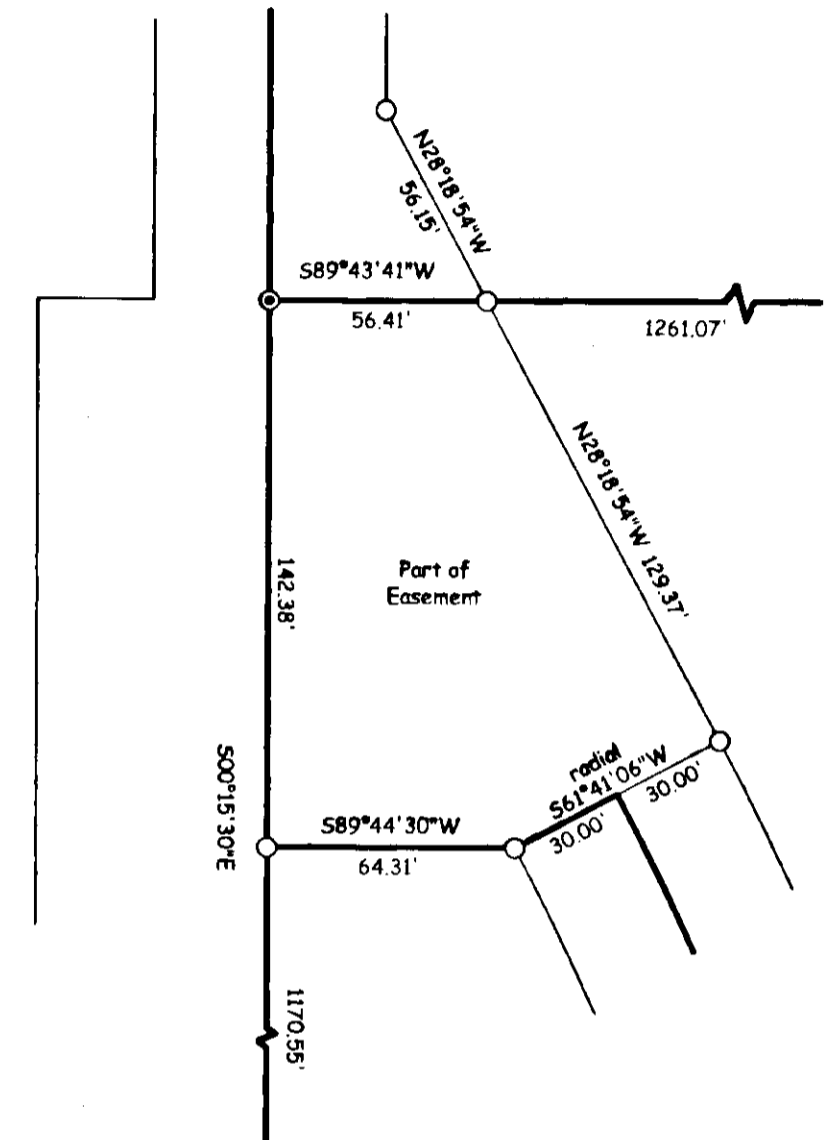 N28°18'54"W
56.15'
S89°43'41"W
56.41'
1261.07'
N28°18'54"W 129.37'
142.38'
Part of
Easement
S00°15'30"E
radial
S61°41'06"W
30.00'
30.00'
S89°44'30"W
64.31'
1170.55'